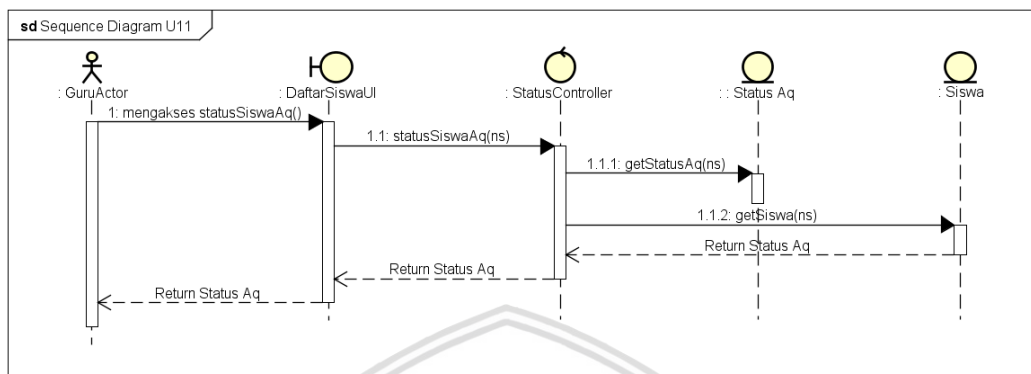 sd Sequence Diagram U11
: GuruActor
: DaftarSiswaUI
: StatusController
: : Status Aq
: Siswa
1: mengakses statusSiswaAq()
1.1: statusSiswaAq(ns)
1.1.1: getStatusAq(ns)
1.1.2: getSiswa(ns)
Return Status Aq
Return Status Aq
Return Status Aq